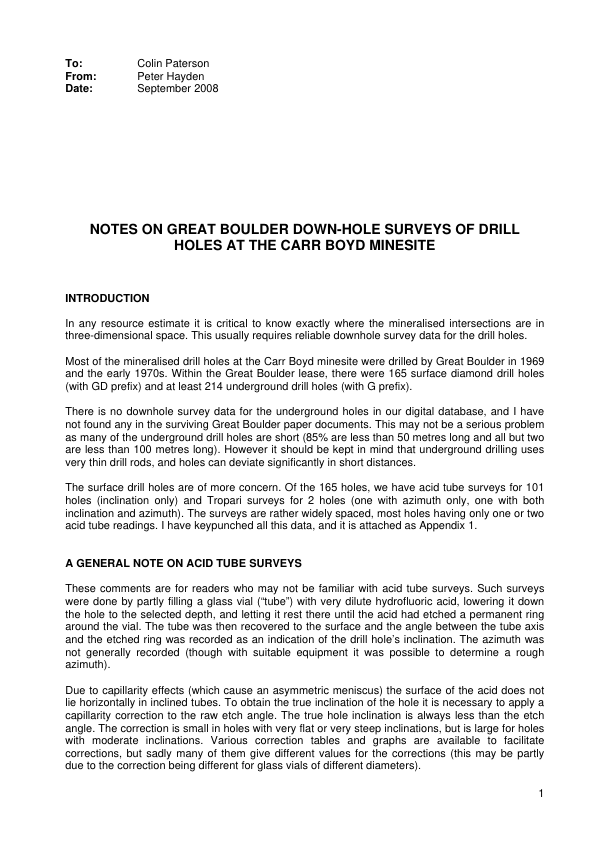 To: Colin Paterson
From: Peter Hayden
Date: September 2008
NOTES ON GREAT BOULDER DOWN-HOLE SURVEYS OF DRILL
HOLES AT THE CARR BOYD MINESITE
INTRODUCTION
In any resource estimate it is critical to know exactly where the mineralised intersections are in
three-dimensional space. This usually requires reliable downhole survey data for the drill holes.
Most of the mineralised drill holes at the Carr Boyd minesite were drilled by Great Boulder in 1969
and the early 1970s. Within the Great Boulder lease, there were 165 surface diamond drill holes
(with GD prefix) and at least 214 underground drill holes (with G prefix).
There is no downhole survey data for the underground holes in our digital database, and I have
not found any in the surviving Great Boulder paper documents. This may not be a serious problem
as many of the underground drill holes are short (85% are less than 50 metres long and all but two
are less than 100 metres long). However it should be kept in mind that underground drilling uses
very thin drill rods, and holes can deviate significantly in short distances.
The surface drill holes are of more concern. Of the 165 holes, we have acid tube surveys for 101
holes (inclination only) and Tropari surveys for 2 holes (one with azimuth only, one with both
inclination and azimuth). The surveys are rather widely spaced, most holes having only one or two
acid tube readings. I have keypunched all this data, and it is attached as Appendix 1.
A GENERAL NOTE ON ACID TUBE SURVEYS
These comments are for readers who may not be familiar with acid tube surveys. Such surveys
were done by partly filling a glass vial (“tube”) with very dilute hydrofluoric acid, lowering it down
the hole to the selected depth, and letting it rest there until the acid had etched a permanent ring
around the vial. The tube was then recovered to the surface and the angle between the tube axis
and the etched ring was recorded as an indication of the drill hole’s inclination. The azimuth was
not generally recorded (though with suitable equipment it was possible to determine a rough
azimuth).
Due to capillarity effects (which cause an asymmetric meniscus) the surface of the acid does not
lie horizontally in inclined tubes. To obtain the true inclination of the hole it is necessary to apply a
capillarity correction to the raw etch angle. The true hole inclination is always less than the etch
angle. The correction is small in holes with very flat or very steep inclinations, but is large for holes
with moderate inclinations. Various correction tables and graphs are available to facilitate
corrections, but sadly many of them give different values for the corrections (this may be partly
due to the correction being different for glass vials of different diameters).
1